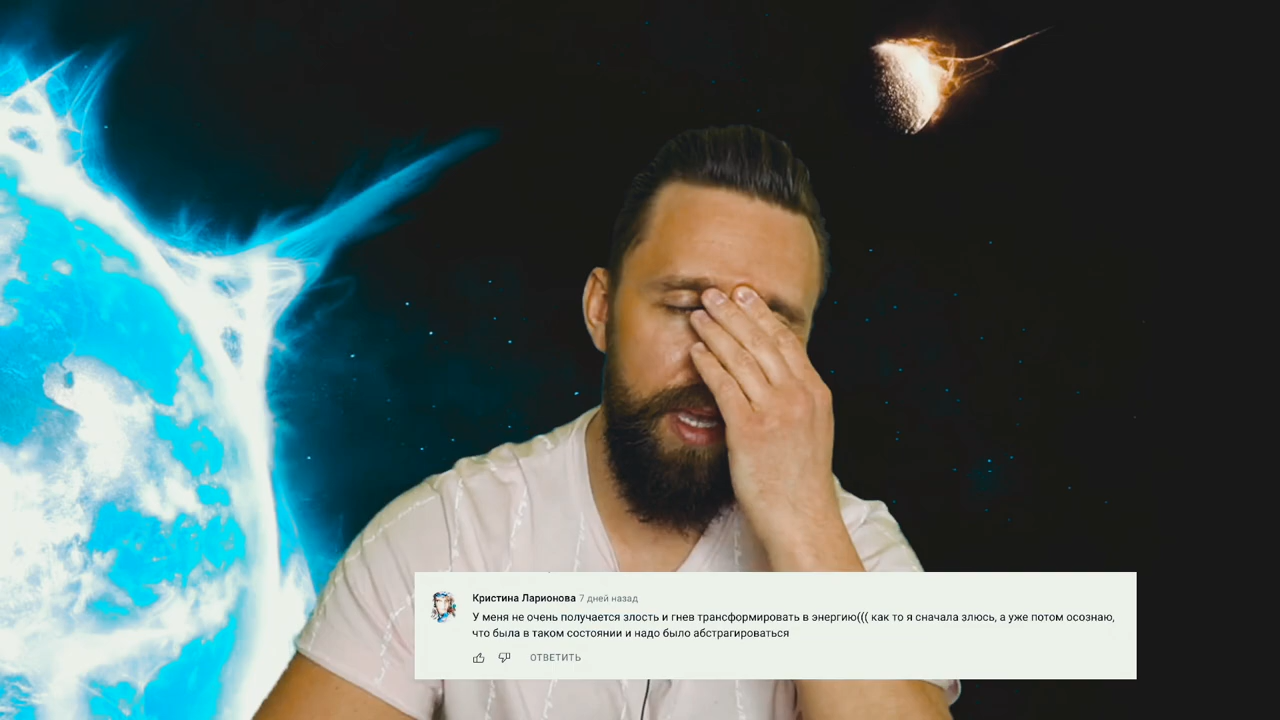 Кристина Ларионова 7 дней назад
У меня не очень получается злость и гнев трансформировать в энергию((( как то я сначала злюсь, а уже потом осознаю,
что была в таком состоянии и надо было абстрагироваться
ОТВЕТИТЬ